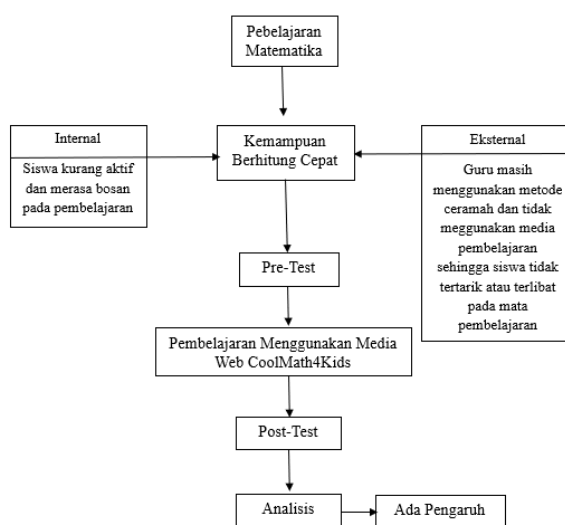 Pebelajaran
Matematika
Internal
Siswa kurang aktif
dan merasa bosan
pada pembelajaran
Kemampuan
Berhitung Cepat
Eksternal
Guru masih
menggunakan metode
ceramah dan tidak
meggunakan media
pembelajaran
sehingga siswa tidak
tertarik atau terlibat
pada mata
pembelajaran
Pre-Test
Pembelajaran Menggunakan Media
Web CoolMath4Kids
Post-Test
Analisis
Ada Pengaruh